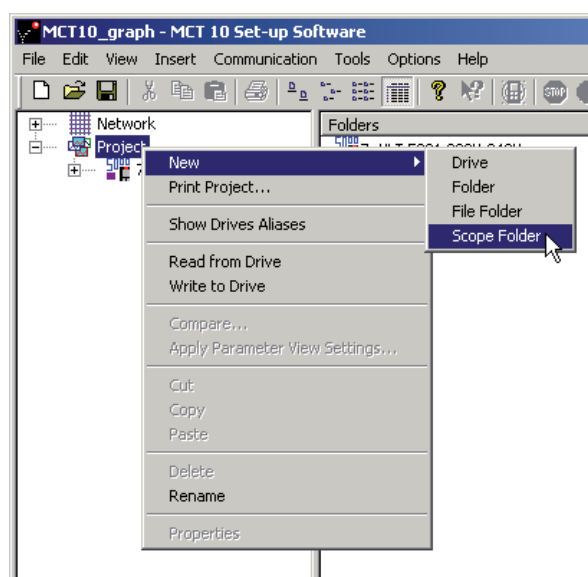 MCT10_graph - MCT 10 Set-up Software
File Edit View Insert Communication Tools Options Help
STOP
Network
Project
Folders
New
Print Project...
Show Drives Aliases
Read from Drive
Write to Drive
Compare...
Apply Parameter View Settings...
Cut
Copy
Paste
Delete
Rename
Properties
Drive
Folder
File Folder
Scope Folder